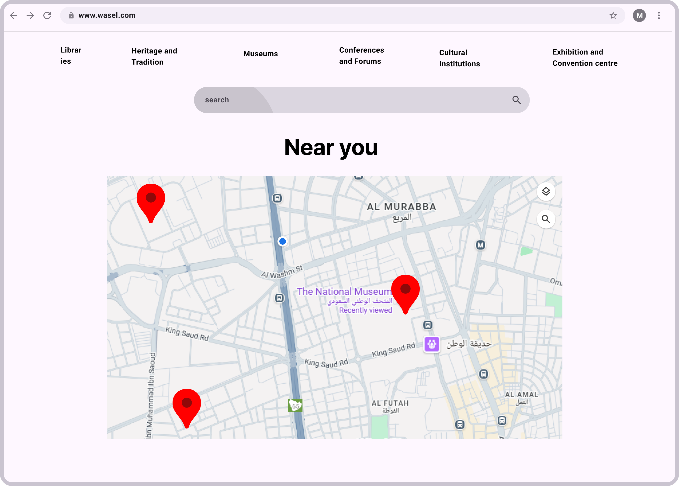 www.wasel.com
M
Librar
ies
Heritage and
Tradition
Museums
Conferences
and Forums
Cultural
Institutions
Exhibition and
Convention centre
search
Near you
AL MURABBA
المربع
Al Washm St
The National Museum
المتحف الوطني السعودي
Recently viewed
King Saud Rd
King Saud Rd
King Saud Rd
حديقة الوطن
AL FUTAH
الفوطة
AL AMAL
العمل